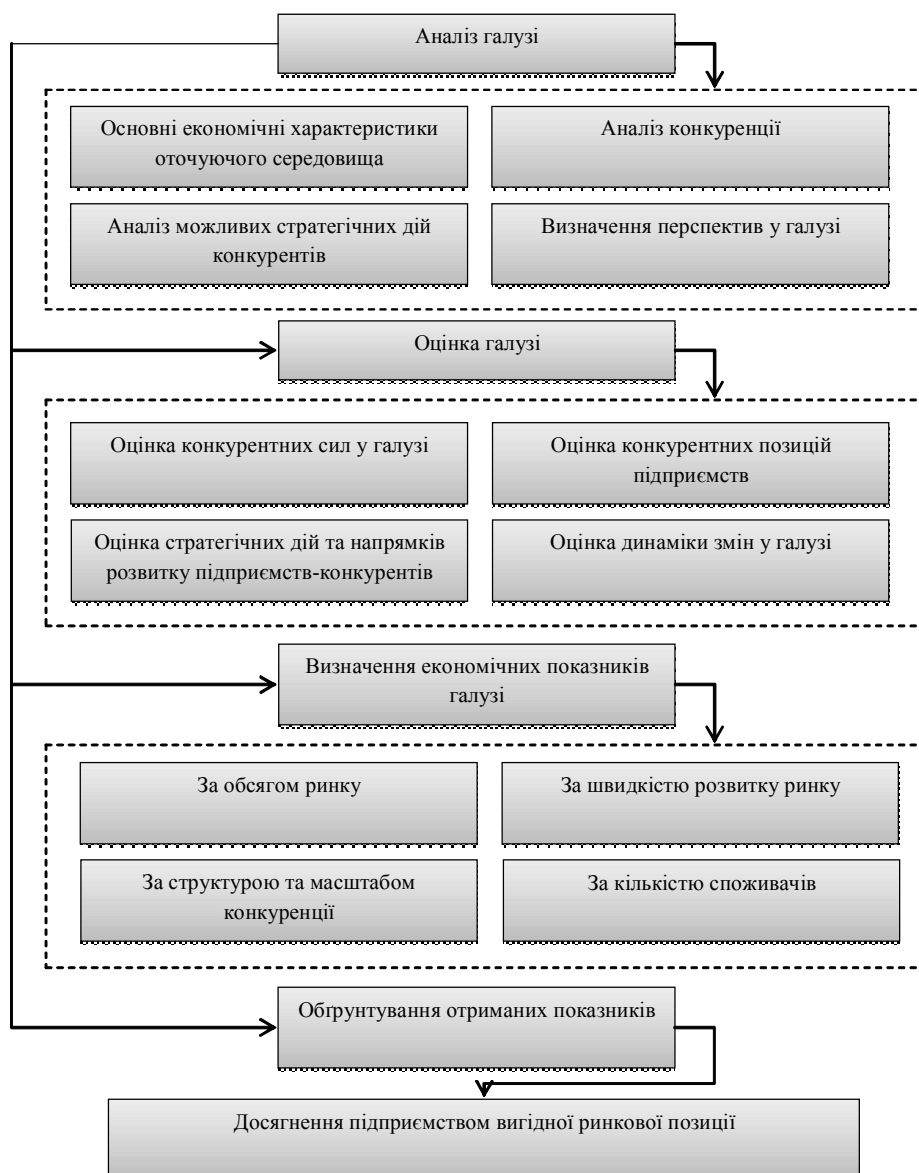 Аналіз галузі
Основні економічні характеристики
оточуючого середовища
Аналіз конкуренції
Аналіз можливих стратегічних дій
конкурентів
Визначення перспектив у галузі
Оцінка галузі
Оцінка конкурентних сил у галузі
Оцінка конкурентних позицій
підприємств
Оцінка стратегічних дій та напрямків
розвитку підприємств-конкурентів
Оцінка динаміки змін у галузі
Визначення економічних показників
галузі
За обсягом ринку
За швидкістю розвитку ринку
За структурою та масштабом
конкуренції
За кількістю споживачів
Обґрунтування отриманих показників
Досягнення підприємством вигідної ринкової позиції